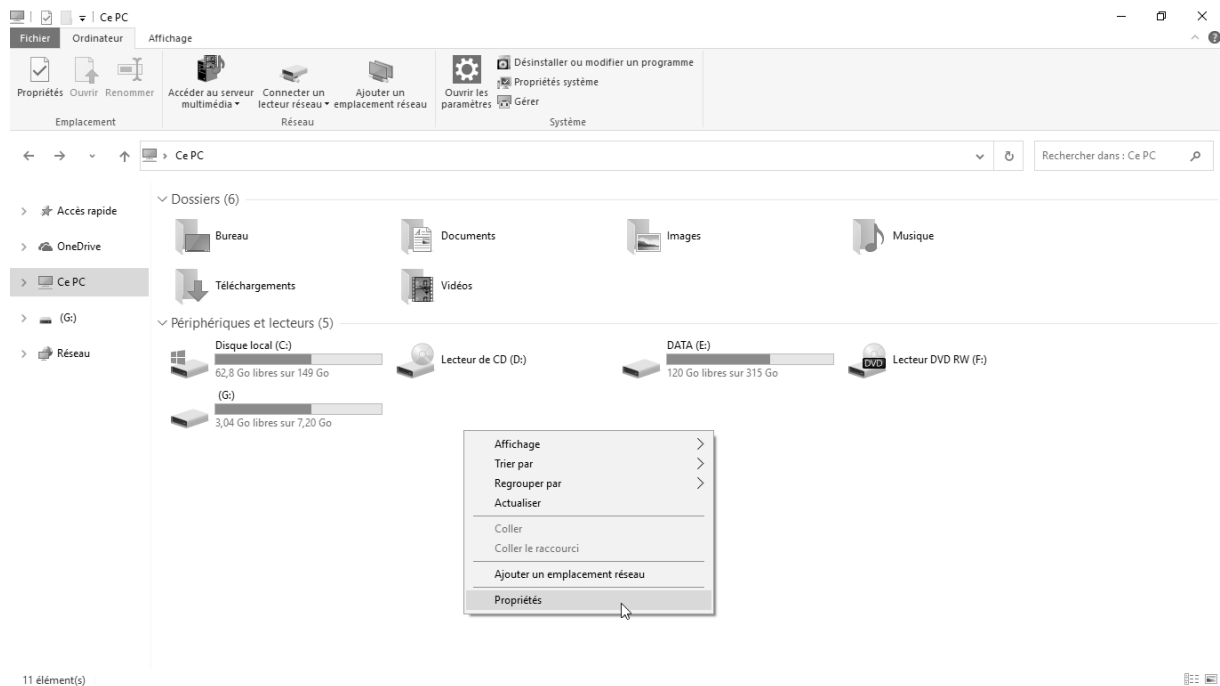 Ce PC
Fichier Ordinateur Affichage
Propriétés Ouvrir Renommer
Accéder au serveur multimédia
Connecter un lecteur réseau
Ajouter un emplacement réseau
Ouvrir les paramètres
Désinstaller ou modifier un programme
Propriétés système
Gérer
Emplacement Réseau Système
Ce PC
Rechercher dans : Ce PC
Accès rapide
OneDrive
Ce PC
(G:)
Réseau
Dossiers (6)
Bureau Documents Images Musique
Téléchargements Vidéos
Périphériques et lecteurs (5)
Disque local (C:)
62,8 Go libres sur 149 Go
Lecteur de CD (D:)
DATA (E:)
120 Go libres sur 315 Go
DVD
Lecteur DVD RW (F:)
(G:)
3,04 Go libres sur 7,20 Go
Affichage
Trier par
Regrouper par
Actualiser
Coller
Coller le raccourci
Ajouter un emplacement réseau
Propriétés
11 élément(s)